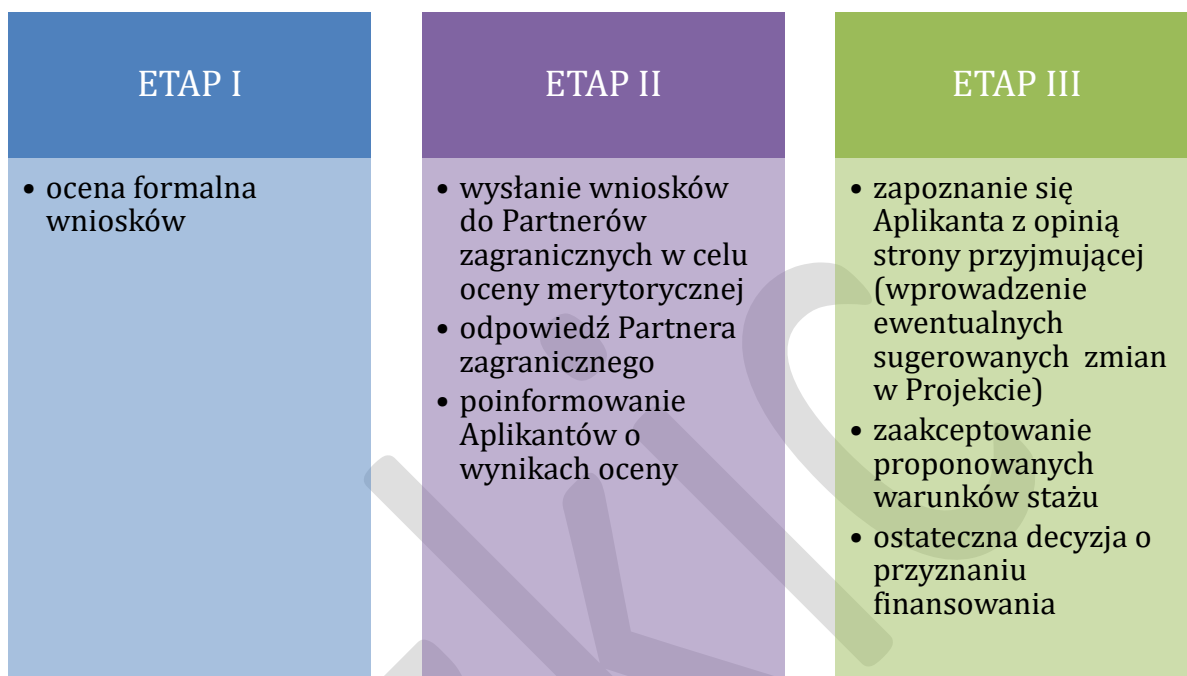 ETAP I
• ocena formalna
wniosków
ETAP II
• wysłanie wniosków
do Partnerów
zagranicznych w celu
oceny merytorycznej
• odpowiedź Partnera
zagranicznego
• poinformowanie
Aplikantów o
wynikach oceny
ETAP III
• zapoznanie się
Aplikanta z opinią
strony przyjmującej
(wprowadzenie
ewentualnych
sugerowanych zmian
w Projekcie)
• zaakceptowanie
proponowanych
warunków stażu
• ostateczna decyzja o
przyznaniu
finansowania